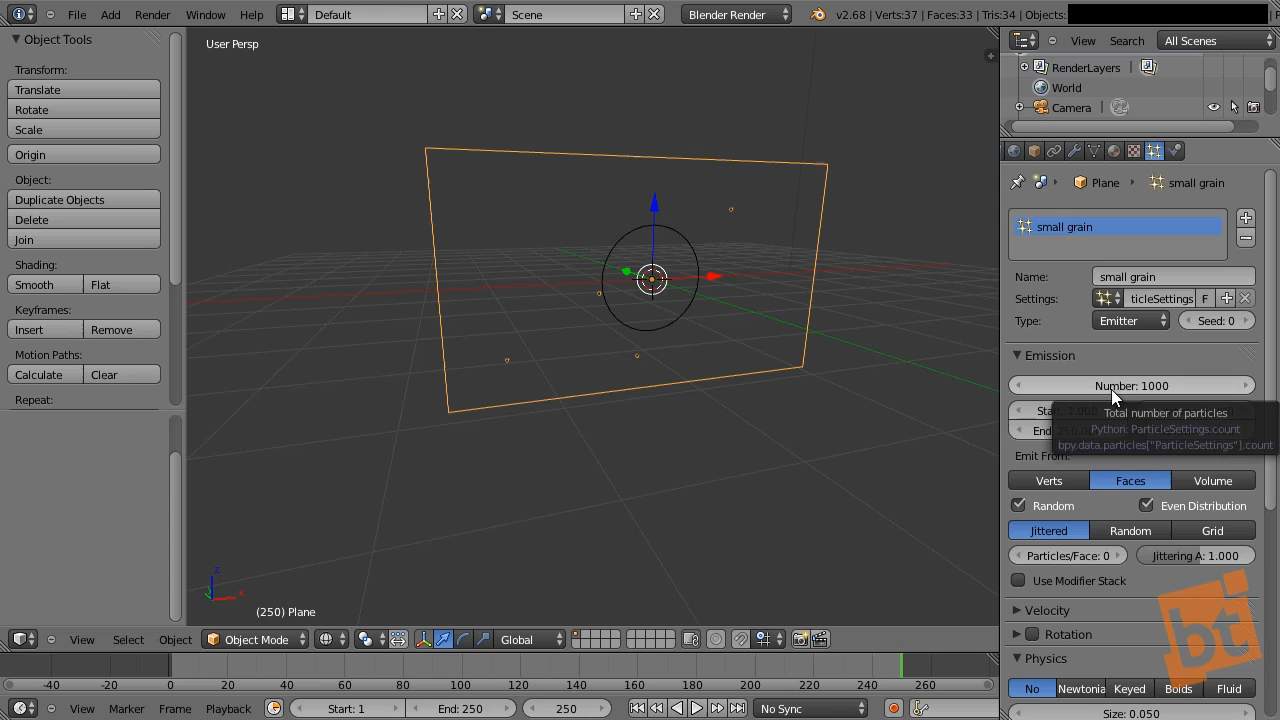 File Add Render Window Help Default Scene Blender Render v2.68 | Verts:37 | Faces:33 | Tris:34 | Objects:
Object Tools
Transform:
Translate
Rotate
Scale
Origin
Object:
Duplicate Objects
Delete
Join
Shading:
Smooth Flat
Keyframes:
Insert Remove
Motion Paths:
Calculate Clear
Repeat:
User Persp
(250) Plane
z
x
View Search All Scenes
RenderLayers
World
Camera
Plane small grain
small grain
Name: small grain
Settings: ticleSettings F
Type: Emitter Seed: 0
Emission
Number: 1000
Total number of particles
Python: ParticleSettings.count
bpy.data.particles["ParticleSettings"].count
Emit From:
Verts Faces Volume
Random Even Distribution
Jittered Random Grid
Particles/Face: 0 Jittering A: 1.000
Use Modifier Stack
Velocity
Rotation
Physics
No Newtonia Keyed Boids Fluid
Size: 0.050
bt
View Select Object Object Mode Global
-40 -20 0 20 40 60 80 100 120 140 160 180 200 220 240 260
View Marker Frame Playback Start: 1 End: 250 250 No Sync